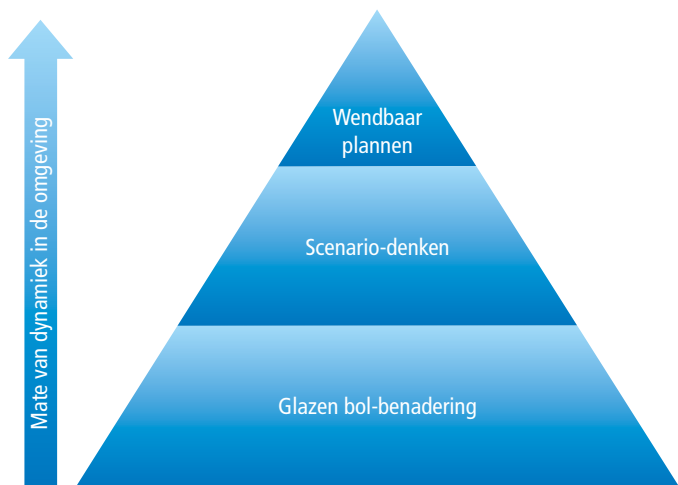 Mate van dynamiek in de omgeving
Wendbaar
plannen
Scenario-denken
Glazen bol-benadering